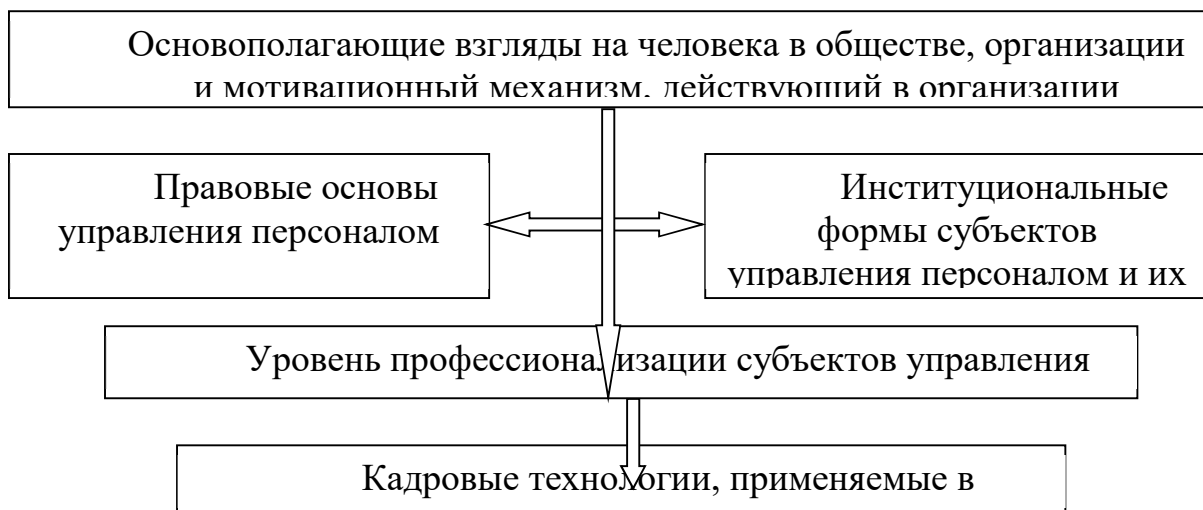 Основополагающие взгляды на человека в обществе, организации
и мотивационный механизм, действующий в организации
Правовые основы
управления персоналом
Институциональные
формы субъектов
управления персоналом и их
Уровень профессионализации субъектов управления
Кадровые технологии, применяемые в